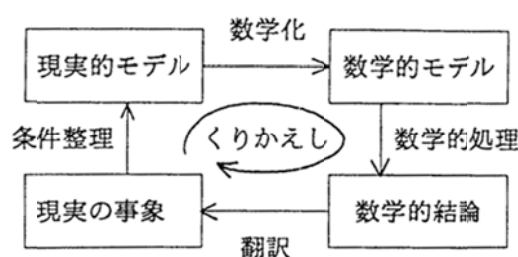 数学化
現実的モデル
数学的モデル
条件整理
くりかえし
数学的処理
現実の事象
数学的結論
翻訳